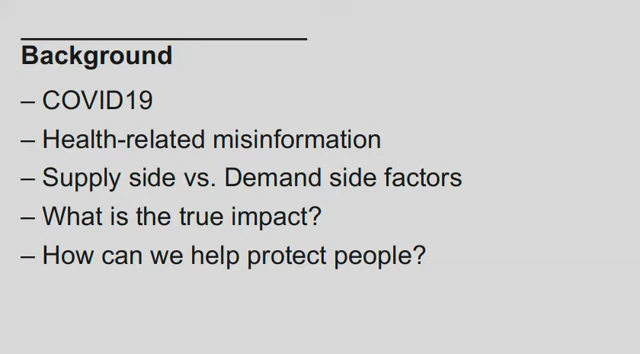 Background
– COVID19
– Health-related misinformation
– Supply side vs. Demand side factors
– What is the true impact?
– How can we help protect people?